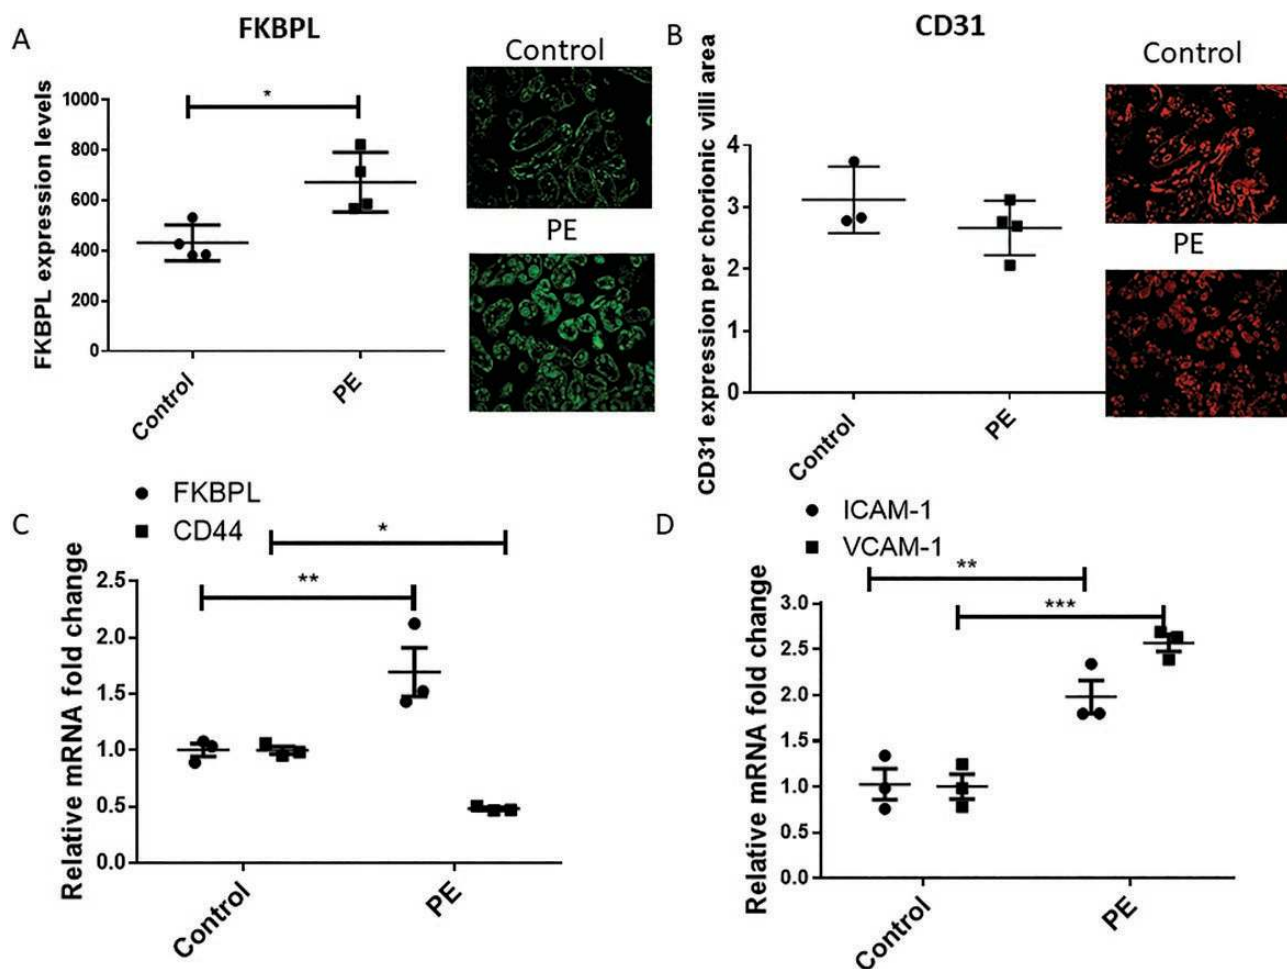 A
FKBPL
FKBPL expression levels
1000
800
600
400
200
0
*
Control
PE
Control
PE
B
CD31
CD31 expression per chorionic villi area
4
3
2
1
0
Control
PE
Control
PE
C
FKBPL
CD44
Relative mRNA fold change
2.5
2.0
1.5
1.0
0.5
0.0
**
*
Control
PE
D
ICAM-1
VCAM-1
Relative mRNA fold change
3.0
2.5
2.0
1.5
1.0
0.5
0.0
**
***
Control
PE